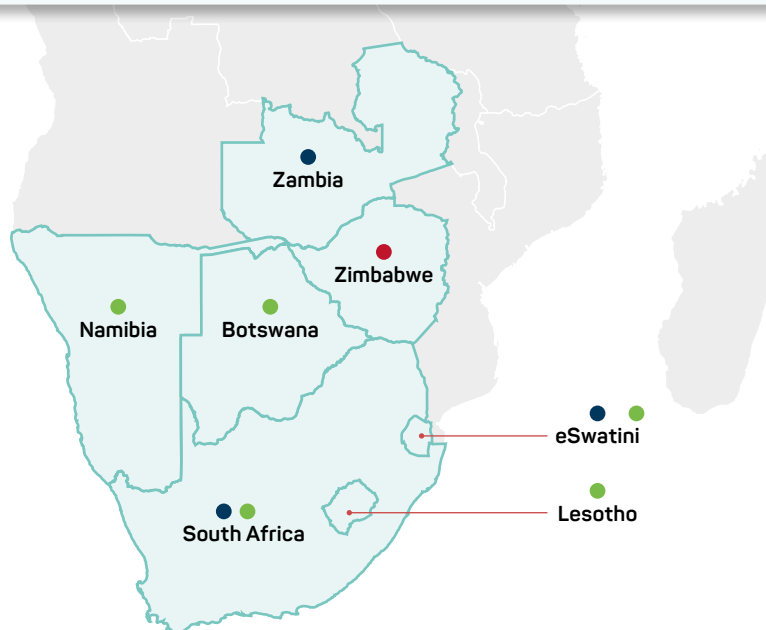 Zambia
Zimbabwe
Namibia
Botswana
eSwatini
Lesotho
South Africa